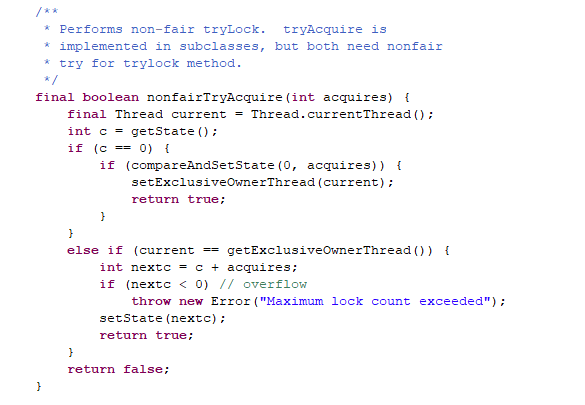 /**
 * Performs non-fair tryLock.  tryAcquire is
 * implemented in subclasses, but both need nonfair
 * try for trylock method.
 */
final boolean nonfairTryAcquire(int acquires) {
    final Thread current = Thread.currentThread();
    int c = getState();
    if (c == 0) {
        if (compareAndSetState(0, acquires)) {
            setExclusiveOwnerThread(current);
            return true;
        }
    }
    else if (current == getExclusiveOwnerThread()) {
        int nextc = c + acquires;
        if (nextc < 0) // overflow
            throw new Error("Maximum lock count exceeded");
        setState(nextc);
        return true;
    }
    return false;
}